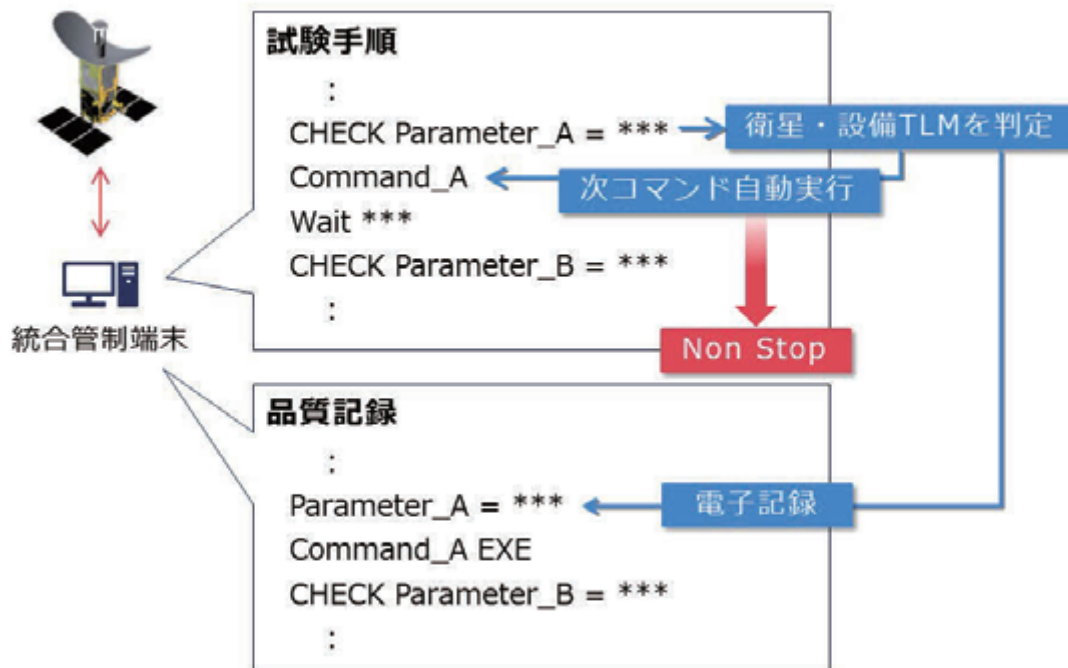 試験手順
:
CHECK Parameter_A = ***
衛星・設備TLMを判定
Command_A
次コマンド自動実行
Wait ***
CHECK Parameter_B = ***
:
Non Stop
統合管制端末
品質記録
:
Parameter_A = ***
電子記録
Command_A EXE
CHECK Parameter_B = ***
: